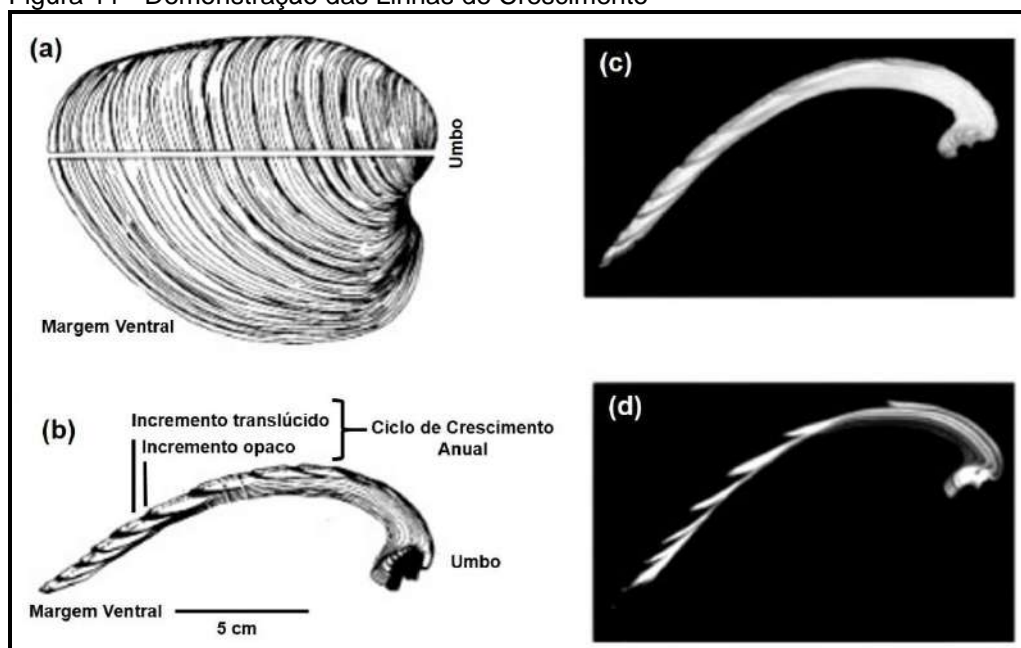 Figura 11 - Demonstração das Linhas de Crescimento
(a)
Umbo
Margem Ventral
(b)
Incremento translúcido
Incremento opaco
Ciclo de Crescimento
Anual
Umbo
Margem Ventral
5 cm
(c)
(d)